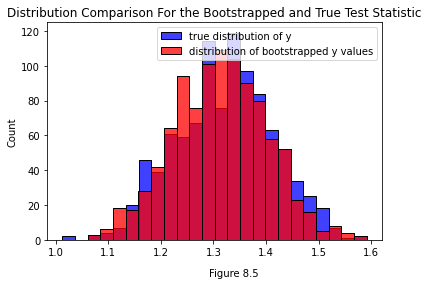 Distribution Comparison For the Bootstrapped and True Test Statistic
true distribution of y
distribution of bootstrapped y values
120
100
80
60
40
20
0
Count
1.0 1.1 1.2 1.3 1.4 1.5 1.6
Figure 8.5